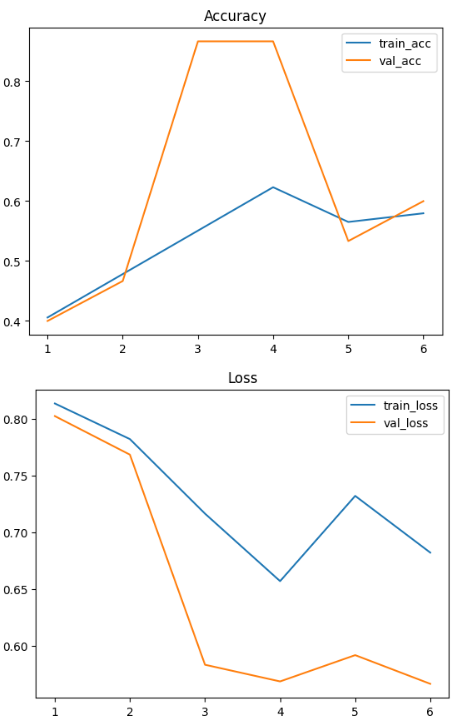 Accuracy
train_acc
val_acc
0.8
0.7
0.6
0.5
0.4
1 2 3 4 5 6
Loss
train_loss
val_loss
0.80
0.75
0.70
0.65
0.60
1 2 3 4 5 6